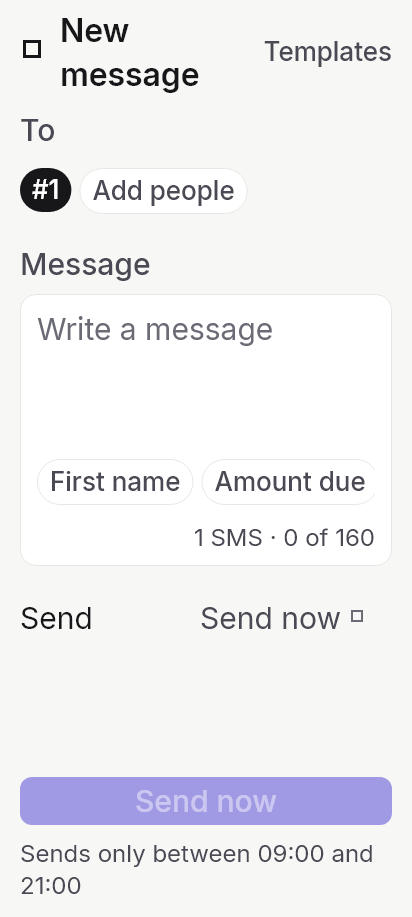 New
message
Templates
To
#1 Add people
Message
Write a message
First name Amount due
1 SMS · 0 of 160
Send Send now
Send now
Sends only between 09:00 and
21:00